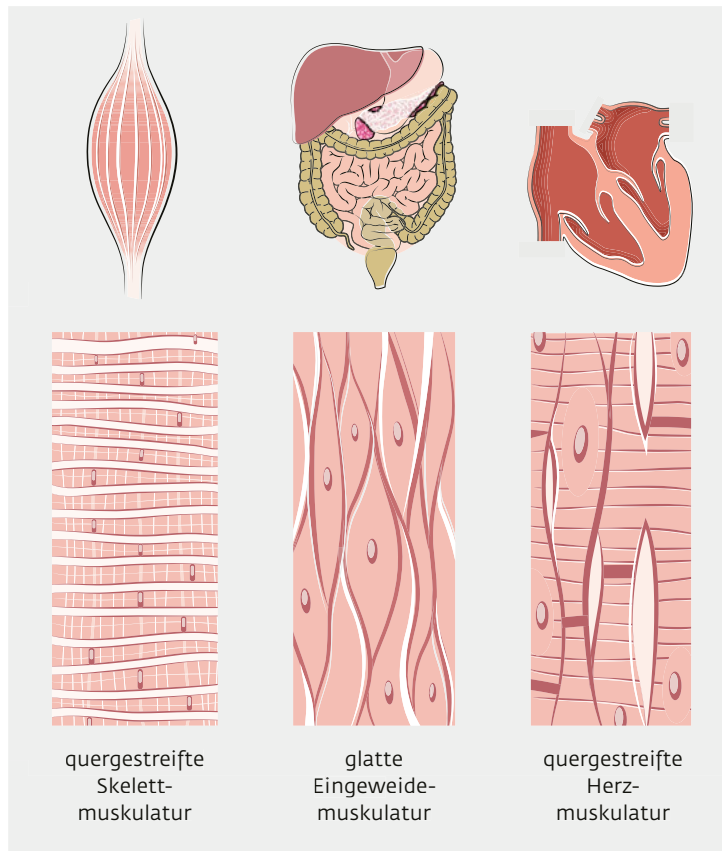 quergestreifte
Skelett-
muskulatur
glatte
Eingeweide-
muskulatur
quergestreifte
Herz-
muskulatur